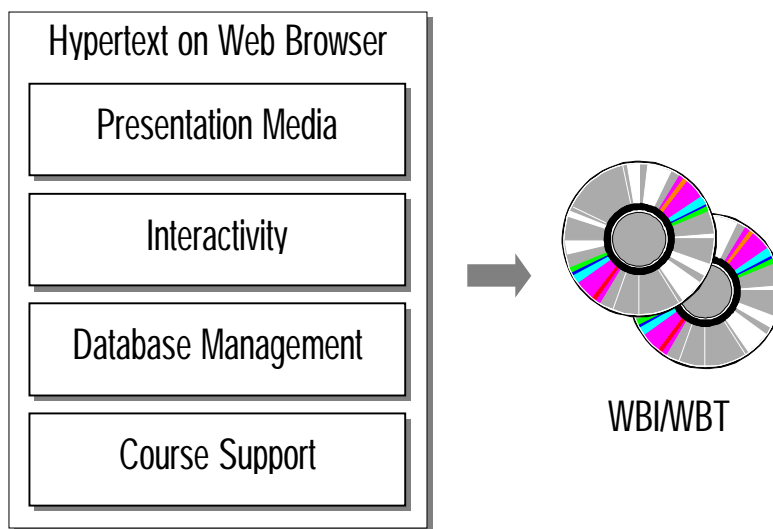 Hypertext on Web Browser
Presentation Media
Interactivity
Database Management
Course Support
WBI/WBT